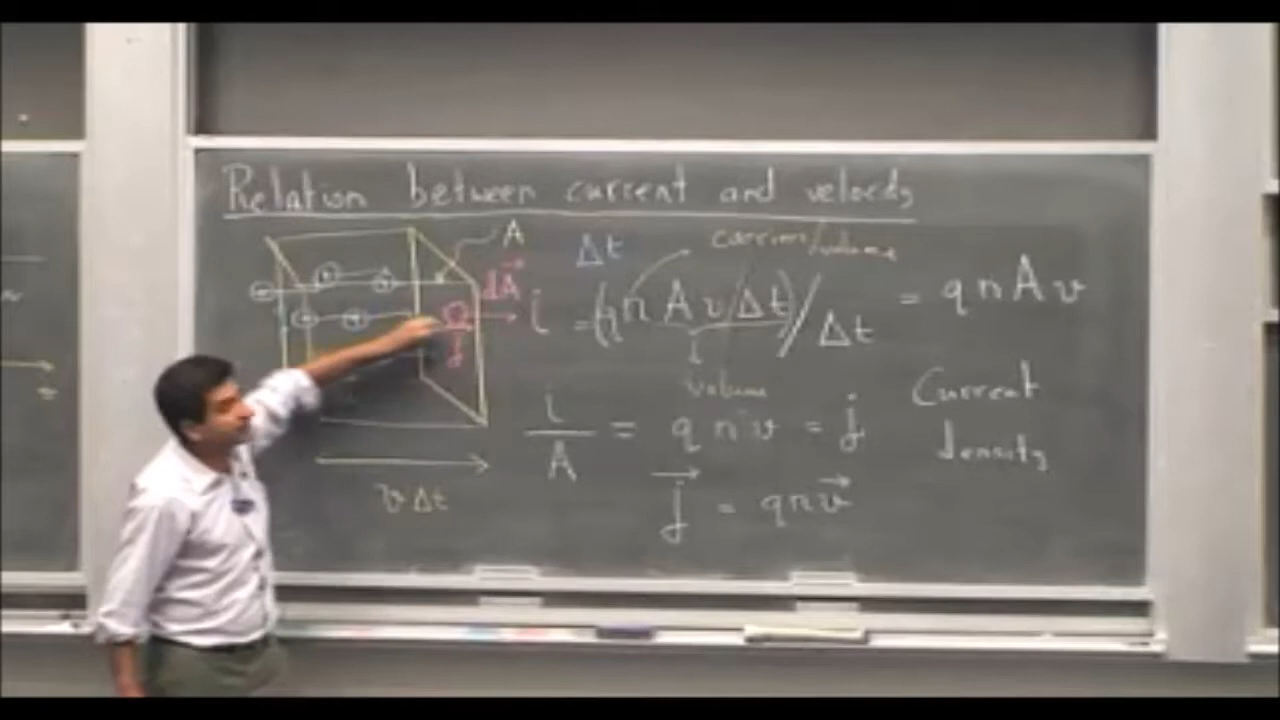 Relation between current and velocity
A
Δt
carriers/volume
dA⃗
i = (q n A v Δt)/Δt = q n A v
j
volume
i/A = q n v = j
Current density
v Δt
j⃗ = q n v⃗